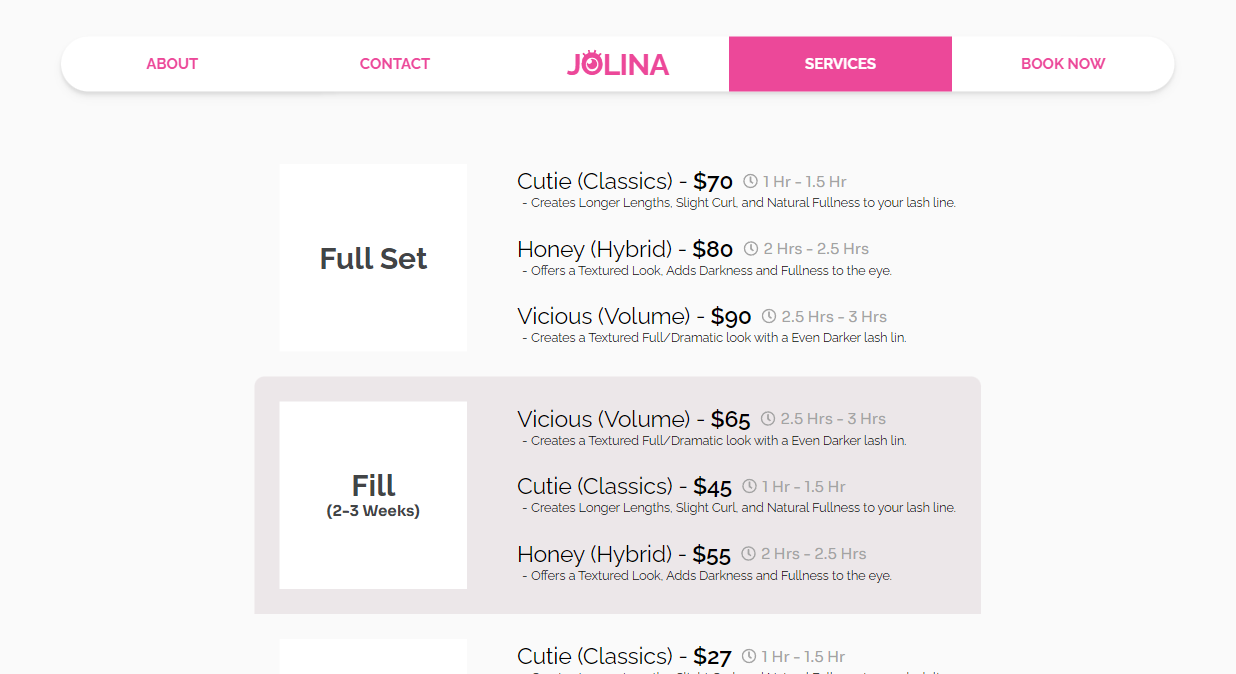 ABOUT
CONTACT
JOLINA
SERVICES
BOOK NOW
Full Set
Cutie (Classics) - $70 1 Hr - 1.5 Hr
- Creates Longer Lengths, Slight Curl, and Natural Fullness to your lash line.
Honey (Hybrid) - $80 2 Hrs - 2.5 Hrs
- Offers a Textured Look, Adds Darkness and Fullness to the eye.
Vicious (Volume) - $90 2.5 Hrs - 3 Hrs
- Creates a Textured Full/Dramatic look with a Even Darker lash lin.
Fill
(2-3 Weeks)
Vicious (Volume) - $65 2.5 Hrs - 3 Hrs
- Creates a Textured Full/Dramatic look with a Even Darker lash lin.
Cutie (Classics) - $45 1 Hr - 1.5 Hr
- Creates Longer Lengths, Slight Curl, and Natural Fullness to your lash line.
Honey (Hybrid) - $55 2 Hrs - 2.5 Hrs
- Offers a Textured Look, Adds Darkness and Fullness to the eye.
Cutie (Classics) - $27 1 Hr - 1.5 Hr